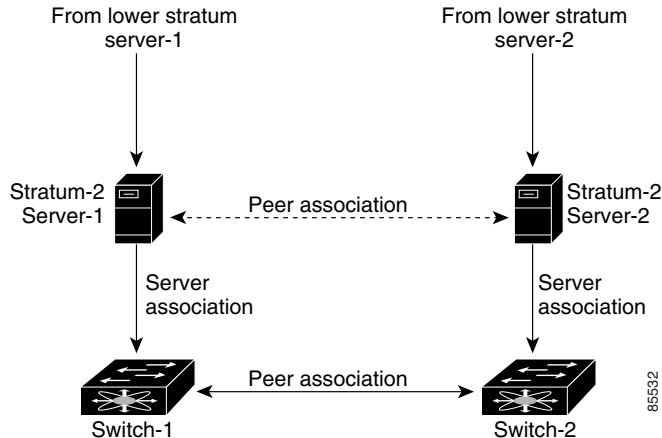 From lower stratum
server-1
From lower stratum
server-2
Stratum-2
Server-1
Peer association
Stratum-2
Server-2
Server
association
Server
association
Peer association
Switch-1
Switch-2
85532